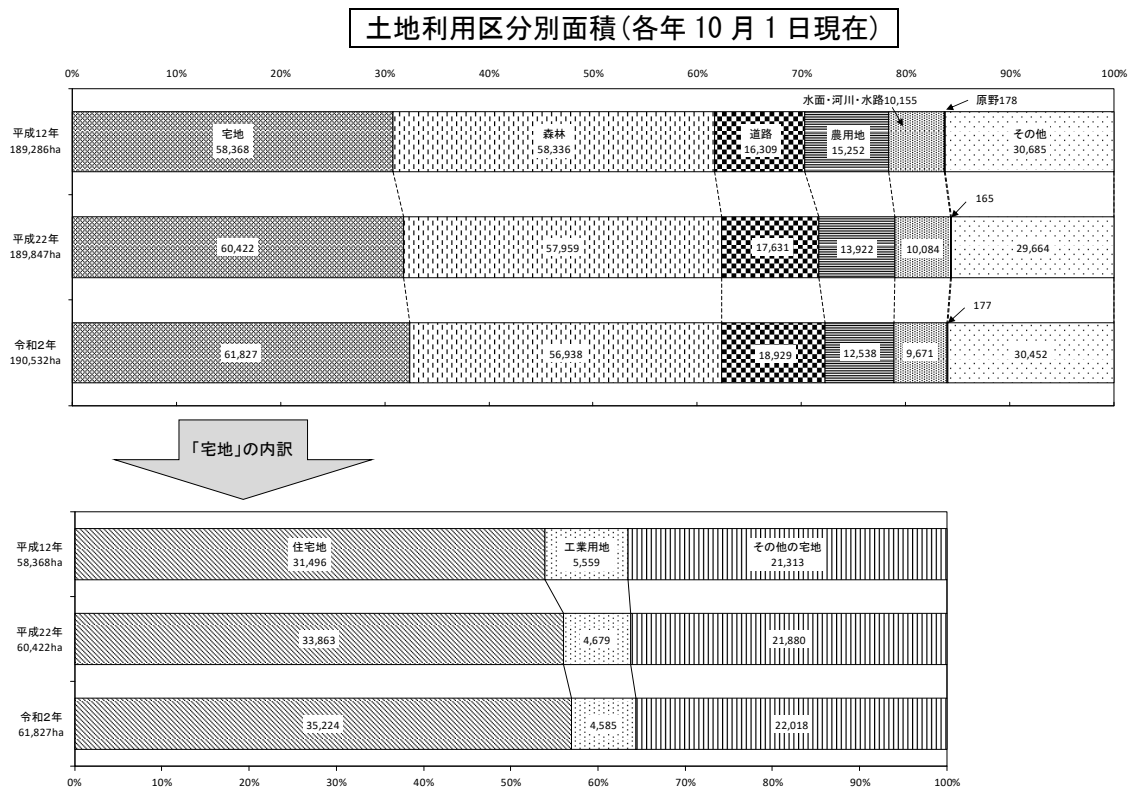 土地利用区分別面積(各年10月1日現在)
0% 10% 20% 30% 40% 50% 60% 70% 80% 90% 100%
水面・河川・水路10,155 原野178
平成12年
189,286ha
宅地
58,368
森林
58,336
道路
16,309
農用地
15,252
その他
30,685
165
平成22年
189,847ha
60,422 57,959 17,631 13,922 10,084 29,664
177
令和2年
190,532ha
61,827 56,938 18,929 12,538 9,671 30,452
「宅地」の内訳
平成12年
58,368ha
住宅地
31,496
工業用地
5,559
その他の宅地
21,313
平成22年
60,422ha
33,863 4,679 21,880
令和2年
61,827ha
35,224 4,585 22,018
0% 10% 20% 30% 40% 50% 60% 70% 80% 90% 100%